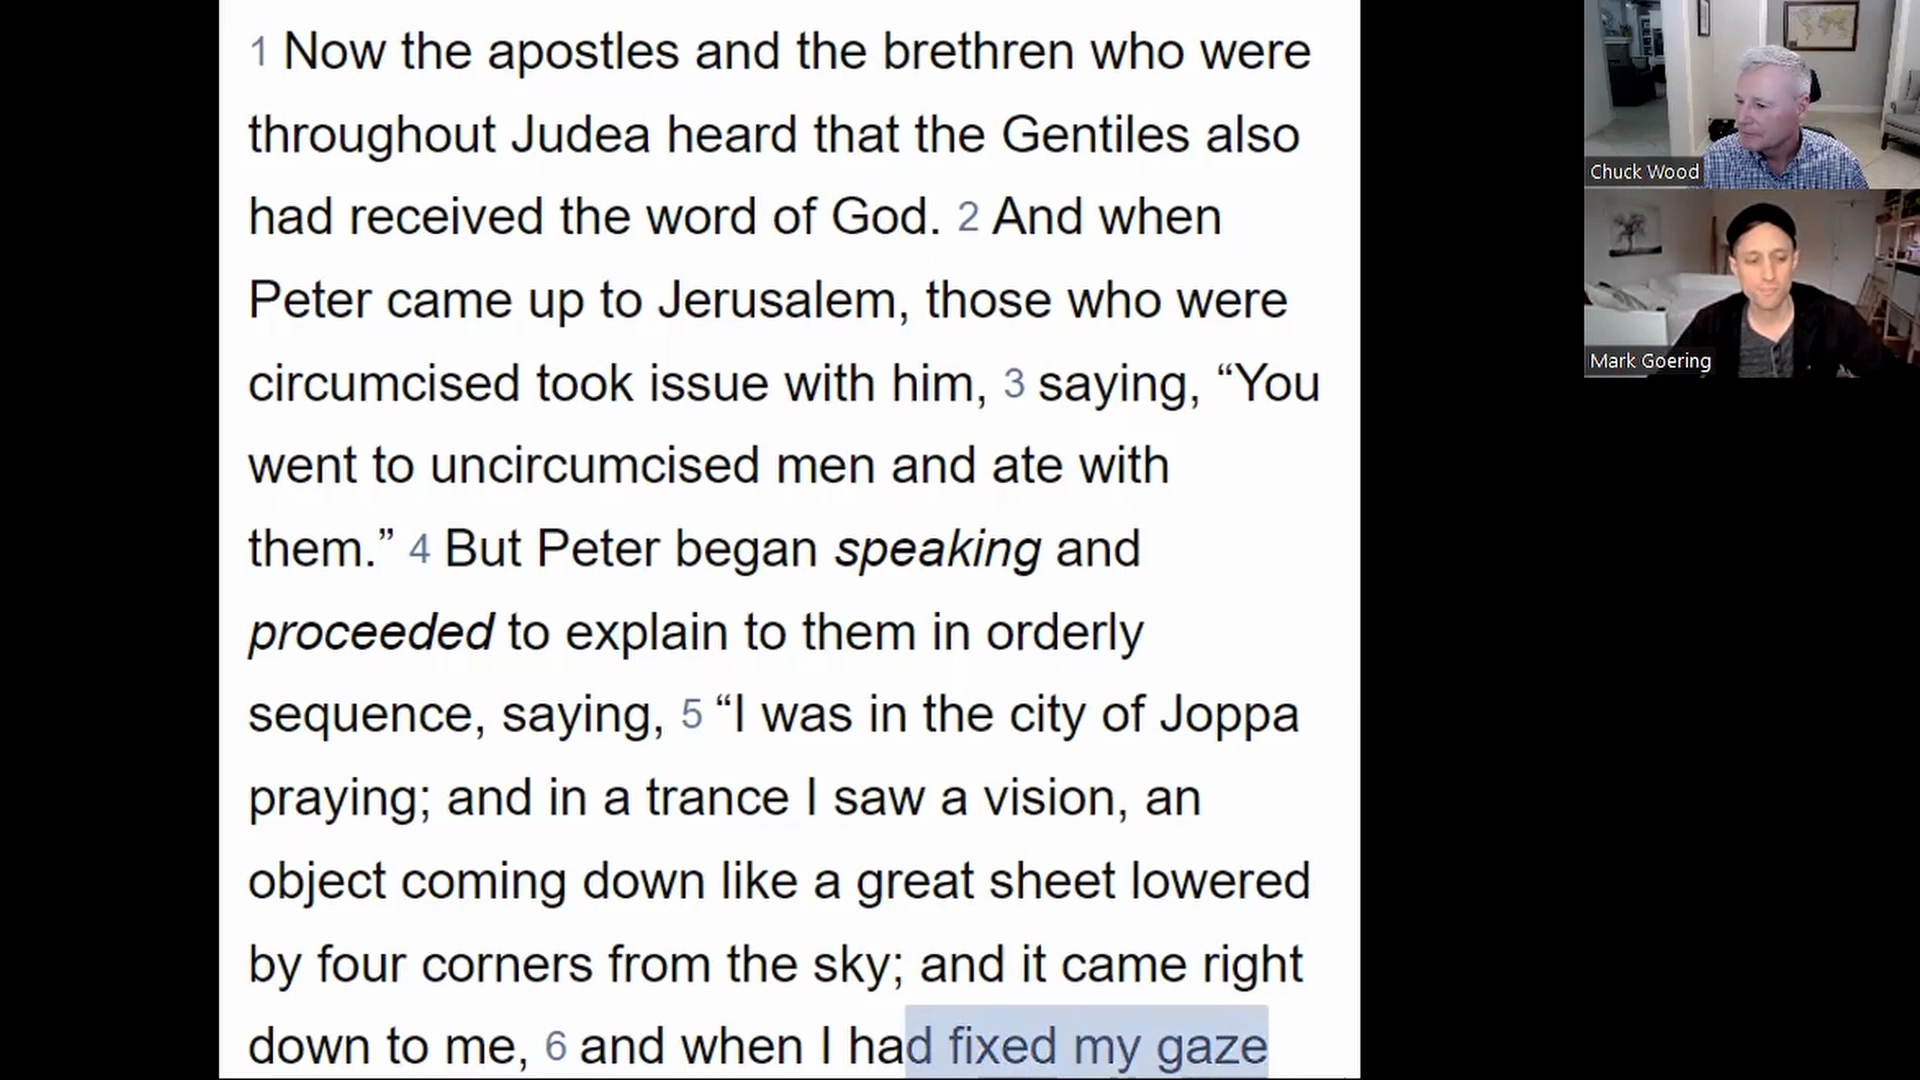 1 Now the apostles and the brethren who were
throughout Judea heard that the Gentiles also
had received the word of God. 2 And when
Peter came up to Jerusalem, those who were
circumcised took issue with him, 3 saying, “You
went to uncircumcised men and ate with
them.” 4 But Peter began speaking and
proceeded to explain to them in orderly
sequence, saying, 5 “I was in the city of Joppa
praying; and in a trance I saw a vision, an
object coming down like a great sheet lowered
by four corners from the sky; and it came right
down to me, 6 and when I had fixed my gaze
Chuck Wood
Mark Goering